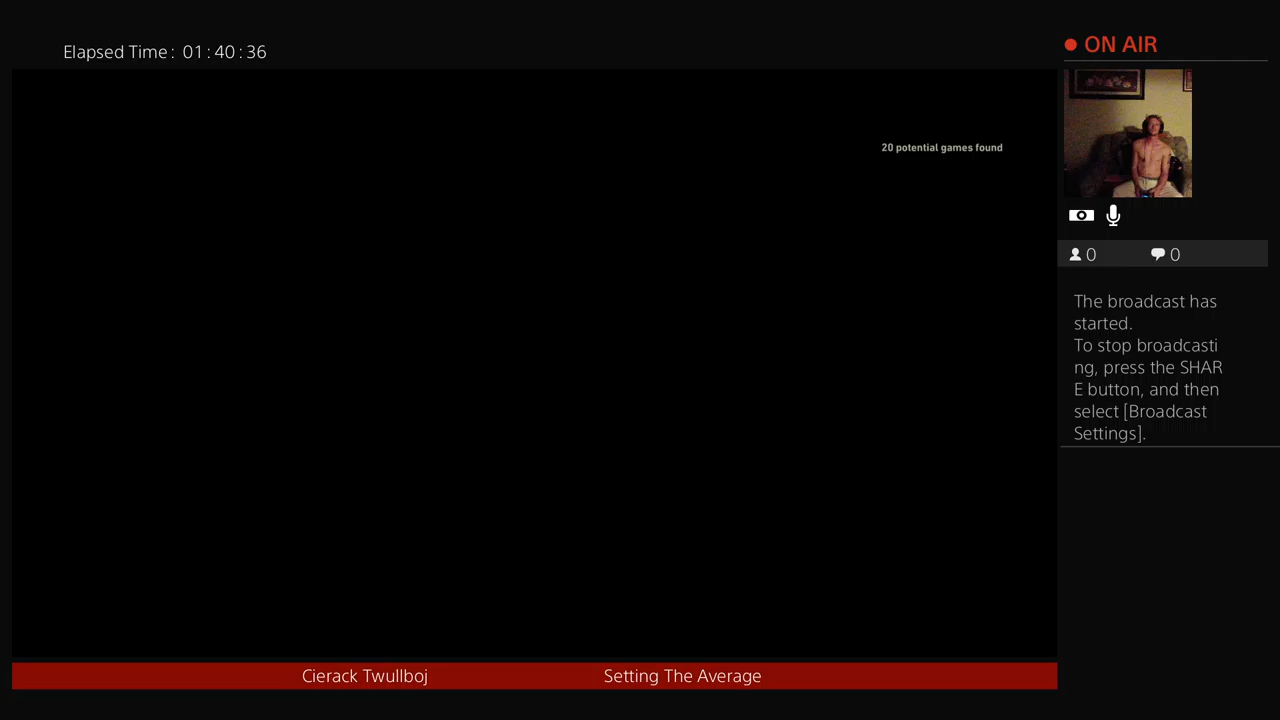 Elapsed Time: 01:40:36
ON AIR
20 potential games found
0 0
The broadcast has
started.
To stop broadcasti
ng, press the SHAR
E button, and then
select [Broadcast
Settings].
Cierack Twullboj Setting The Average